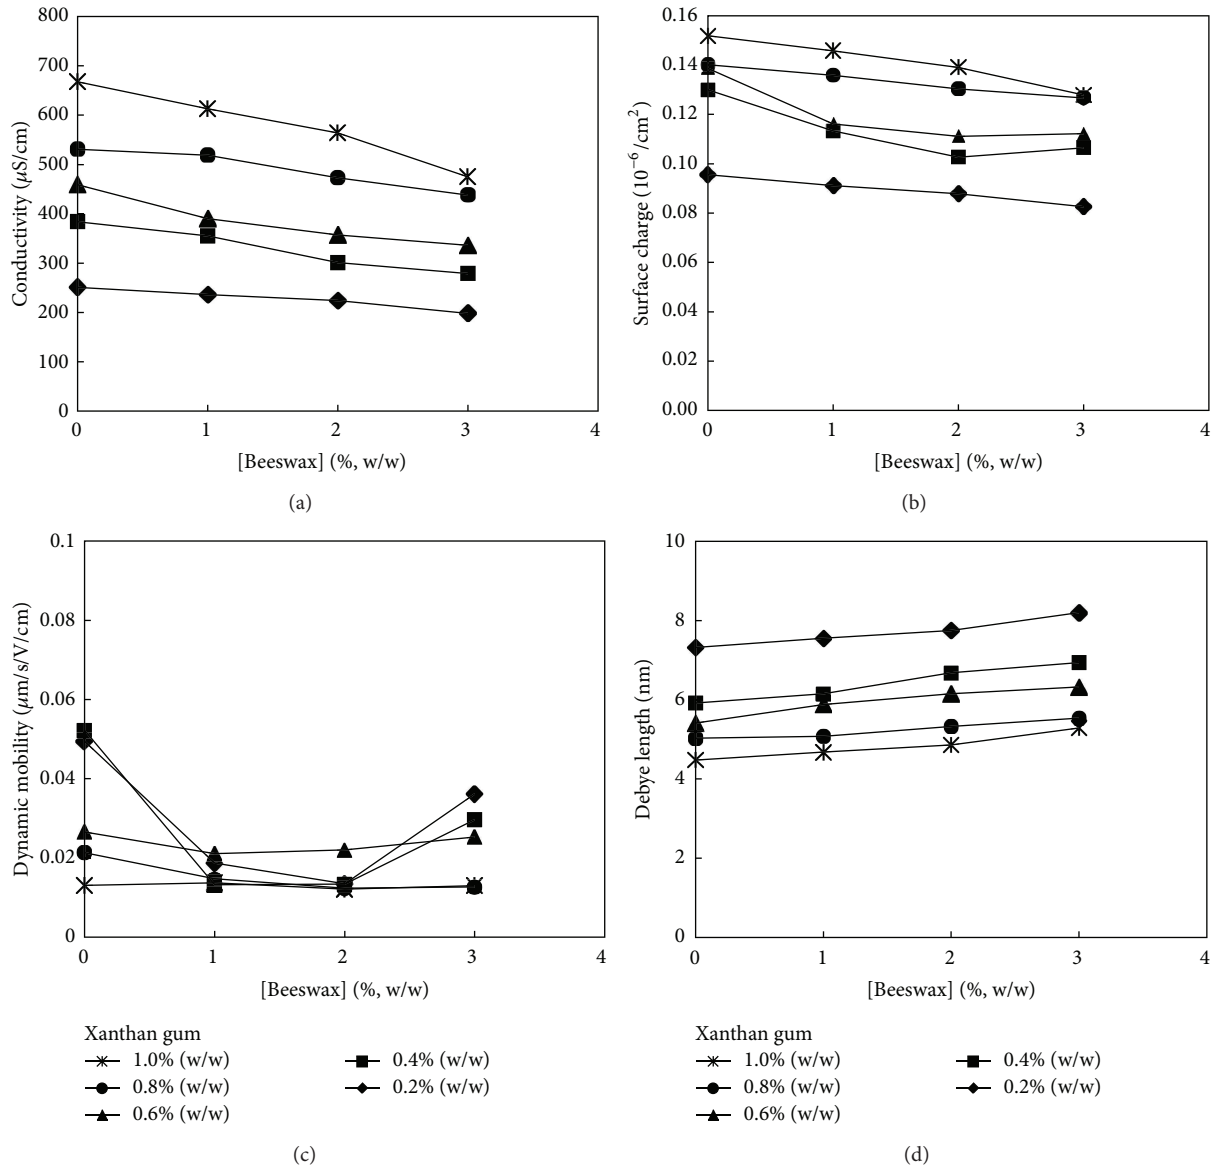 800
700
600
500
400
300
200
100
0
Conductivity (μS/cm)
0 1 2 3 4
[Beeswax] (%, w/w)
(a)
0.16
0.14
0.12
0.10
0.08
0.06
0.04
0.02
0.00
Surface charge (10⁻⁶/cm²)
0 1 2 3 4
[Beeswax] (%, w/w)
(b)
0.1
0.08
0.06
0.04
0.02
0
Dynamic mobility (μm/s/V/cm)
0 1 2 3 4
[Beeswax] (%, w/w)
Xanthan gum
1.0% (w/w)
0.8% (w/w)
0.6% (w/w)
0.4% (w/w)
0.2% (w/w)
(c)
10
8
6
4
2
0
Debye length (nm)
0 1 2 3 4
[Beeswax] (%, w/w)
Xanthan gum
1.0% (w/w)
0.8% (w/w)
0.6% (w/w)
0.4% (w/w)
0.2% (w/w)
(d)